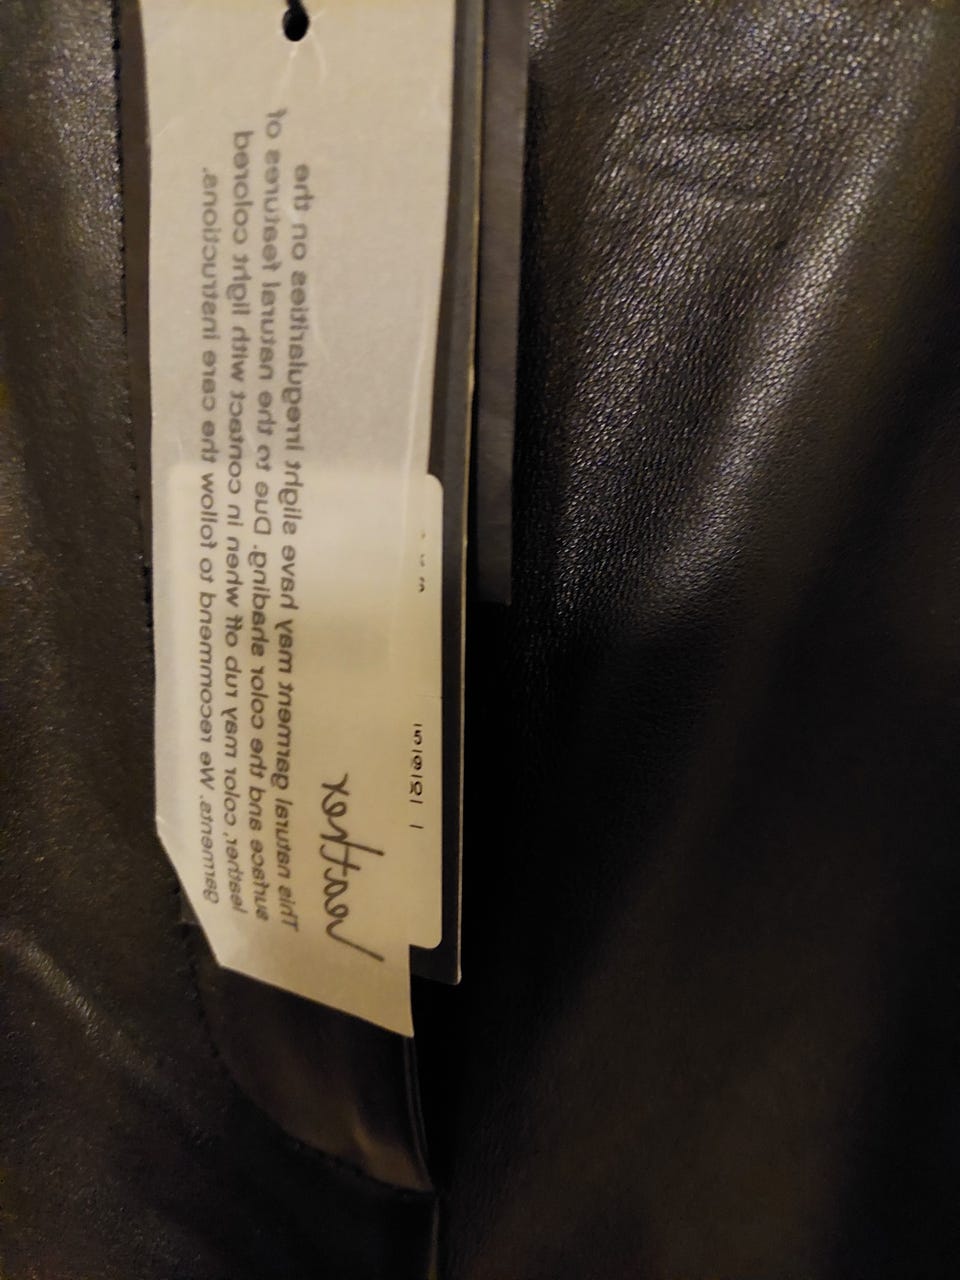 leather
This natural garment may have slight irregularities on the
surface and the color shading. Due to the natural features of
leather, color may rub off when in contact with light colored
garments. We recommend to follow the care instructions.